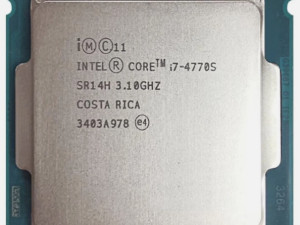 i Ⓜ Ⓒ 11
INTEL® CORE™ i7-4770S
SR14H 3.10GHZ
COSTA RICA
3403A978 e4